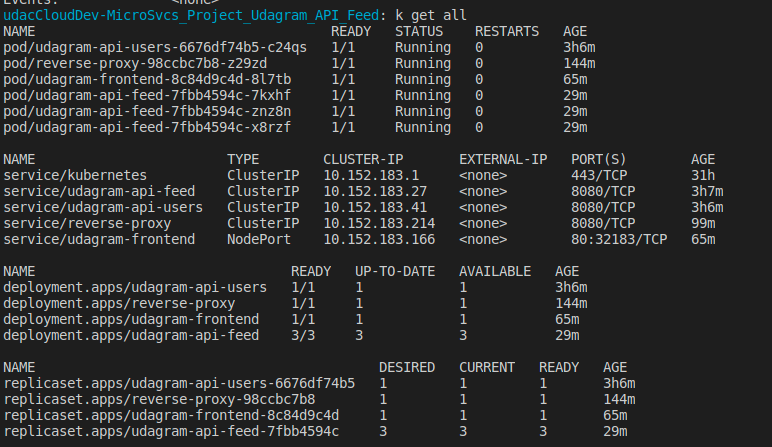 Events:              <none>
udacCloudDev-MicroSvcs_Project_Udagram_API_Feed: k get all
NAME                                    READY   STATUS    RESTARTS   AGE
pod/udagram-api-users-6676df74b5-c24qs   1/1     Running   0          3h6m
pod/reverse-proxy-98ccbc7b8-z29zd        1/1     Running   0          144m
pod/udagram-frontend-8c84d9c4d-8l7tb     1/1     Running   0          65m
pod/udagram-api-feed-7fbb4594c-7kxhf     1/1     Running   0          29m
pod/udagram-api-feed-7fbb4594c-znz8n     1/1     Running   0          29m
pod/udagram-api-feed-7fbb4594c-x8rzf     1/1     Running   0          29m
NAME                        TYPE        CLUSTER-IP       EXTERNAL-IP   PORT(S)        AGE
service/kubernetes          ClusterIP   10.152.183.1     <none>        443/TCP        31h
service/udagram-api-feed    ClusterIP   10.152.183.27    <none>        8080/TCP       3h7m
service/udagram-api-users   ClusterIP   10.152.183.41    <none>        8080/TCP       3h6m
service/reverse-proxy       ClusterIP   10.152.183.214   <none>        8080/TCP       99m
service/udagram-frontend    NodePort    10.152.183.166   <none>        80:32183/TCP   65m
NAME                                READY   UP-TO-DATE   AVAILABLE   AGE
deployment.apps/udagram-api-users   1/1     1            1           3h6m
deployment.apps/reverse-proxy       1/1     1            1           144m
deployment.apps/udagram-frontend    1/1     1            1           65m
deployment.apps/udagram-api-feed    3/3     3            3           29m
NAME                                           DESIRED   CURRENT   READY   AGE
replicaset.apps/udagram-api-users-6676df74b5   1         1         1       3h6m
replicaset.apps/reverse-proxy-98ccbc7b8        1         1         1       144m
replicaset.apps/udagram-frontend-8c84d9c4d     1         1         1       65m
replicaset.apps/udagram-api-feed-7fbb4594c     3         3         3       29m